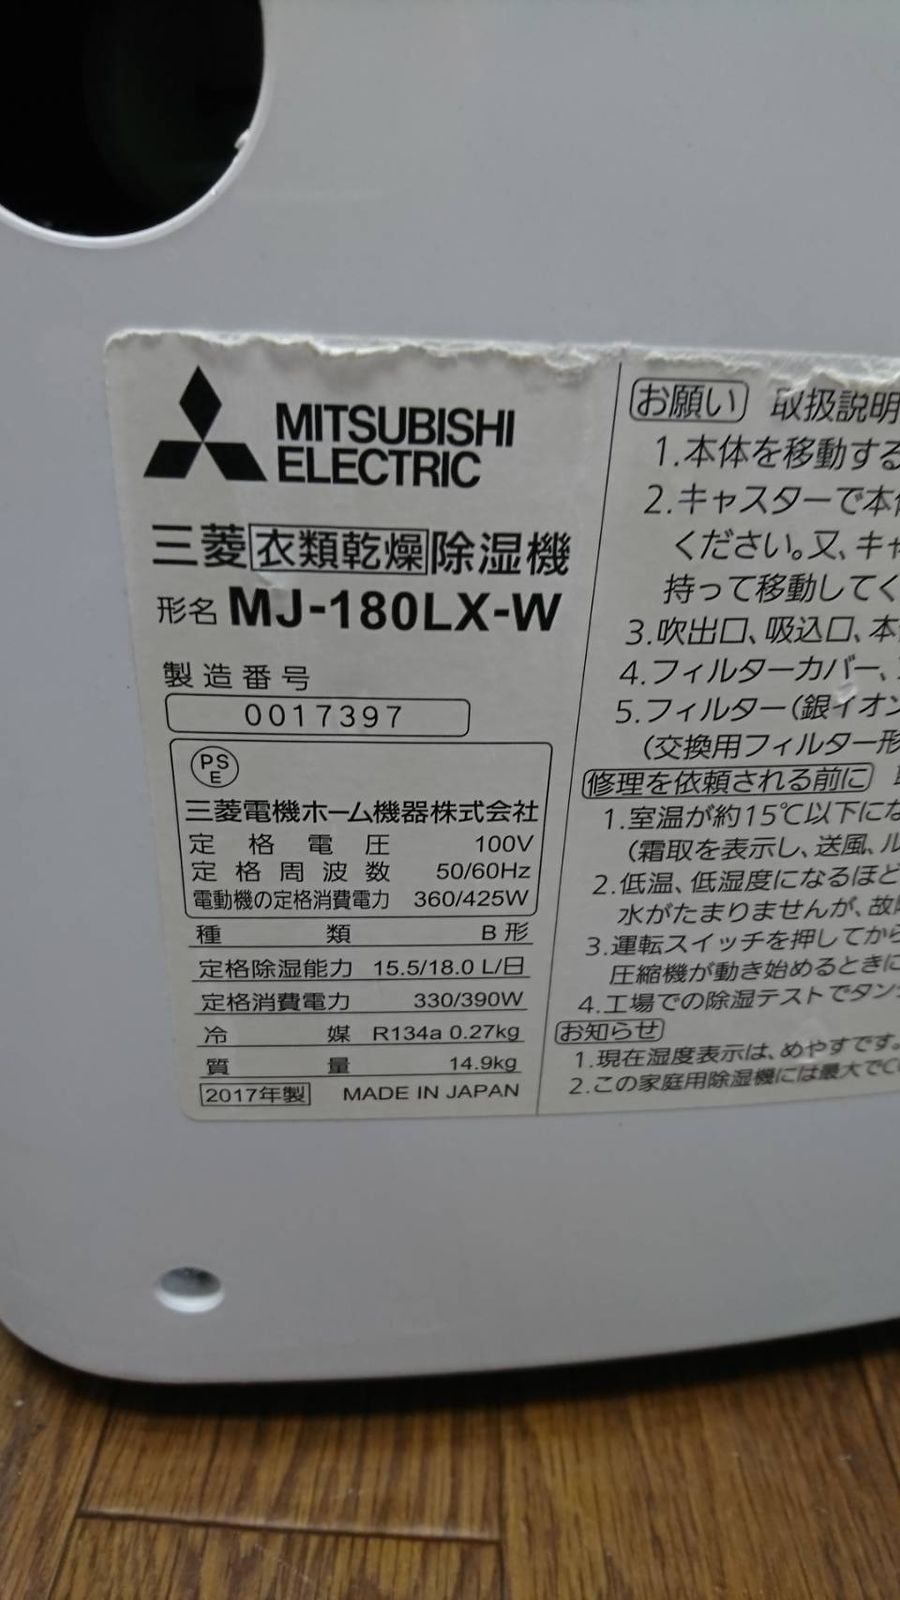 MITSUBISHI
ELECTRIC
三菱衣類乾燥除湿機
形名 MJ-180LX-W
製造番号
0017397
PS
E
三菱電機ホーム機器株式会社
定格電圧 100V
定格周波数 50/60Hz
電動機の定格消費電力 360/425W
種類 B形
定格除湿能力 15.5/18.0 L/日
定格消費電力 330/390W
冷媒 R134a 0.27kg
質量 14.9kg
2017年製 MADE IN JAPAN
お願い 取扱説明
1.本体を移動する
2.キャスターで本
ください。又、キャ
持って移動してく
3.吹出口、吸込口、本
4.フィルターカバー、
5.フィルター(銀イオン
(交換用フィルター形
修理を依頼される前に
1.室温が約15℃以下にな
(霜取を表示し、送風、ル
2.低温、低湿度になるほど
水がたまりませんが、故
3.運転スイッチを押してから
圧縮機が動き始めるときに
4.工場での除湿テストでタン
お知らせ
1.現在湿度表示は、めやすです。
2.この家庭用除湿機には最大でC